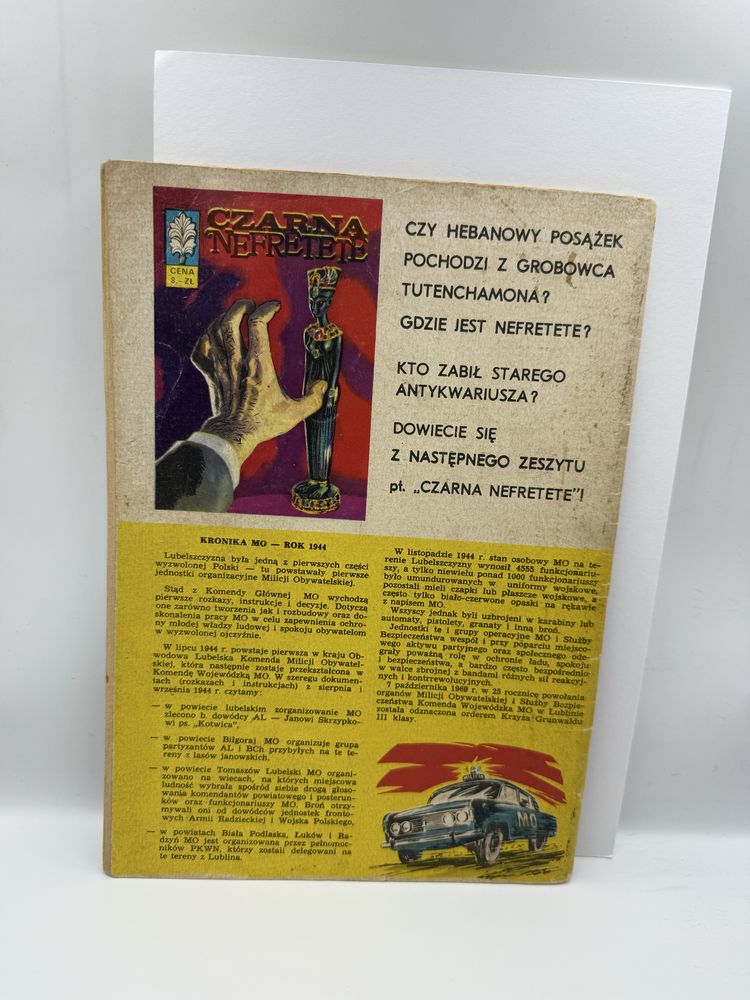 CZARNA
NEFRETETE
CENA
8,-ZŁ
CZY HEBANOWY POSĄŻEK
POCHODZI Z GROBOWCA
TUTENCHAMONA?
GDZIE JEST NEFRETETE?
KTO ZABIŁ STAREGO
ANTYKWARIUSZA?
DOWIECIE SIĘ
Z NASTĘPNEGO ZESZYTU
pt. „CZARNA NEFRETETE"!
KRONIKA MO — ROK 1944
Lubelszczyzna była jedną z pierwszych części
wyzwolonej Polski — tu powstawały pierwsze
jednostki organizacyjne Milicji Obywatelskiej.
Stąd z Komendy Głównej MO wychodzą
pierwsze rozkazy, instrukcje i decyzje. Dotyczą
one zarówno tworzenia jak i rozbudowy oraz do-
skonalenia pracy MO w celu zapewnienia ochro-
ny młodej władzy ludowej i spokoju obywatelom
w wyzwolonej ojczyźnie.
W lipcu 1944 r. powstaje pierwsza w kraju Ob-
wodowa Lubelska Komenda Milicji Obywatel-
skiej, która następnie zostaje przekształcona w
Komendę Wojewódzką MO. W szeregu dokumen-
tach (rozkazach i instrukcjach) z sierpnia i
września 1944 r. czytamy:
— w powiecie lubelskim zorganizowanie MO
zlecono b. dowódcy AL — Janowi Skrzypko-
wi ps. „Kotwica",
— w powiecie Biłgoraj MO organizuje grupa
partyzantów AL i BCh przybyłych na te te-
reny z lasów janowskich,
— w powiecie Tomaszów Lubelski MO organi-
zowano na wiecach, na których miejscowa
ludność wybrała spośród siebie drogą głoso-
wania komendantów powiatowego i posterun-
ków oraz funkcjonariuszy MO. Broń otrzy-
mywali oni od dowódców jednostek fronto-
wych Armii Radzieckiej i Wojska Polskiego,
— w powiatach Biała Podlaska, Łuków i Ra-
dzyń MO jest organizowana przez pełnomoc-
ników PKWN, którzy zostali delegowani na
te tereny z Lublina.
W listopadzie 1944 r. stan osobowy MO na te-
renie Lubelszczyzny wynosił 4555 funkcjonariu-
szy, a tylko niewielu ponad 1000 funkcjonariuszy
było umundurowanych w uniformy wojskowe,
pozostali mieli czapki lub płaszcze wojskowe, a
często tylko biało-czerwone opaski na rękawie
z napisem MO.
Wszyscy jednak byli uzbrojeni w karabiny lub
automaty, pistolety, granaty i inną broń.
Jednostki te i grupy operacyjne MO i Służby
Bezpieczeństwa wespół i przy poparciu miejsco-
wego aktywu partyjnego oraz społecznego ode-
grały poważną rolę w ochronie ładu, spokoju
i bezpieczeństwa, a bardzo często bezpośrednio
w walce zbrojnej z bandami różnych sił reakcyj-
nych i kontrrewolucyjnych.
7 października 1969 r. w 25 rocznicę powołania
organów Milicji Obywatelskiej i Służby Bezpie-
czeństwa Komenda Wojewódzka MO w Lublinie
została odznaczona orderem Krzyża Grunwaldu
III klasy.
MILICJA
MO